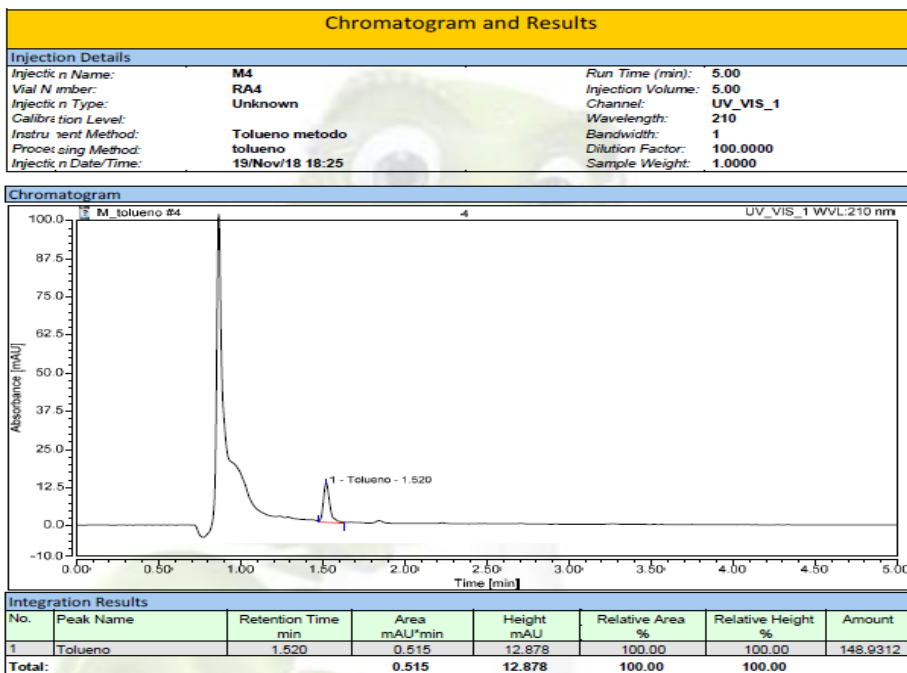 Chromatogram and Results
Injection Details
Injectic n Name: M4 Run Time (min): 5.00
Vial N imber: RA4 Injection Volume: 5.00
Injectic n Type: Unknown Channel: UV_VIS_1
Calibra ion Level: Wavelength: 210
Instru nent Method: Tolueno metodo Bandwidth: 1
Proces sing Method: tolueno Dilution Factor: 100.0000
Injectic n Date/Time: 19/Nov/18 18:25 Sample Weight: 1.0000
Chromatogram
M_tolueno #4 -4 UV_VIS_1 WVL:210 nm
100.0
87.5
75.0
62.5
50.0
37.5
25.0
12.5
0.0
-10.0
Absorbance [mAU]
1 - Tolueno - 1.520
0.00 0.50 1.00 1.50 2.00 2.50 3.00 3.50 4.00 4.50 5.00
Time [min]
Integration Results
No. Peak Name Retention Time Area Height Relative Area Relative Height Amount
min mAU*min mAU % %
1 Tolueno 1.520 0.515 12.878 100.00 100.00 148.9312
Total: 0.515 12.878 100.00 100.00